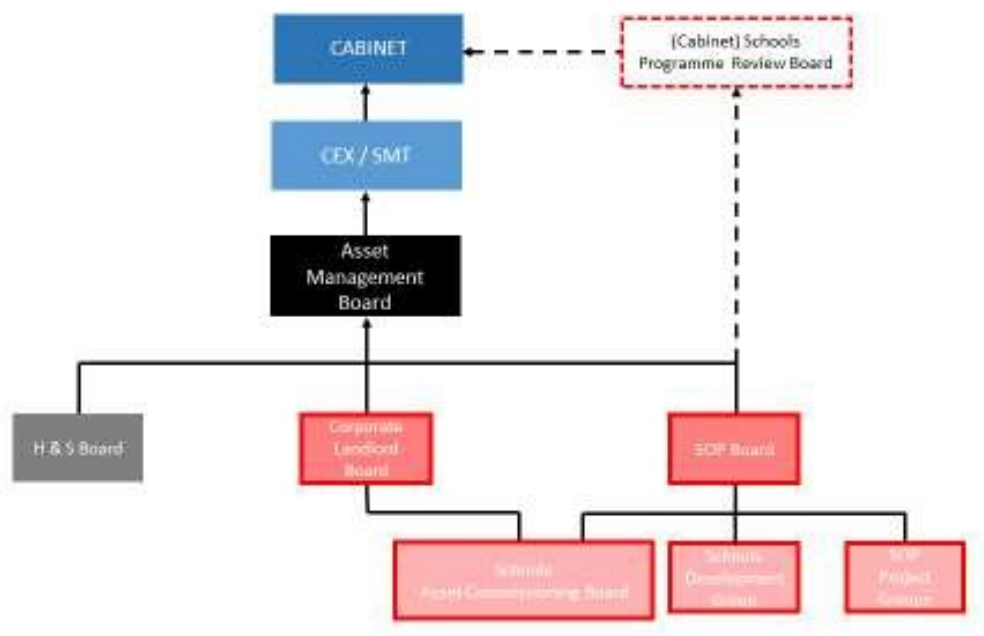 CABINET
(Cabinet) Schools
Programme Review Board
CEX / SMT
Asset
Management
Board
H & S Board
Corporate
Landlord
Board
SOP Board
Schools
Asset Commissioning Board
Schools
Development
Group
SOP
Project
Groups